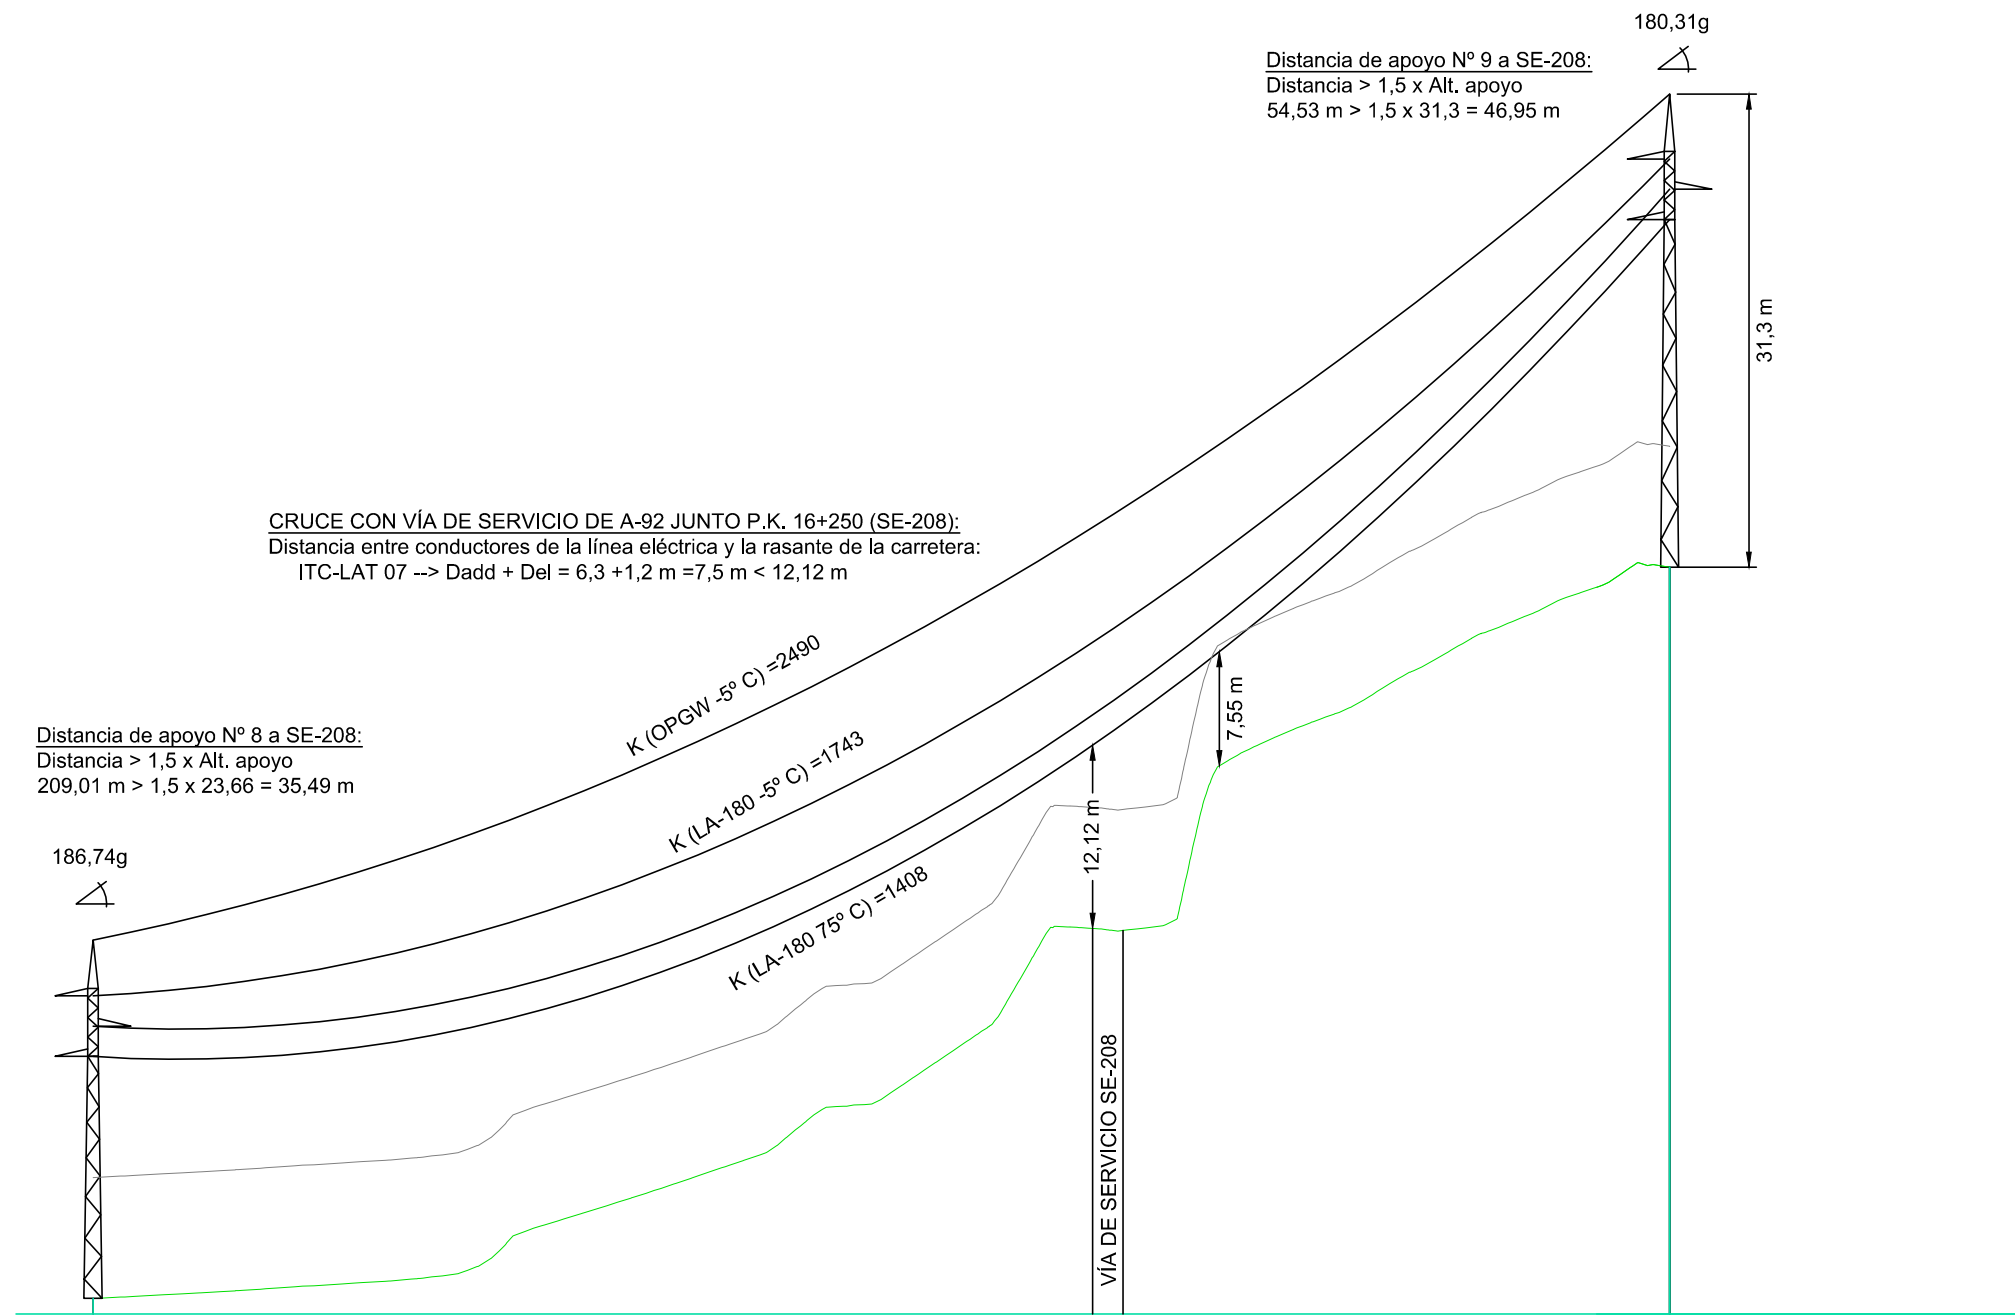 180,31g
Distancia de apoyo Nº 9 a SE-208:
Distancia > 1,5 x Alt. apoyo
54,53 m > 1,5 x 31,3 = 46,95 m
31,3 m
CRUCE CON VÍA DE SERVICIO DE A-92 JUNTO P.K. 16+250 (SE-208):
Distancia entre conductores de la línea eléctrica y la rasante de la carretera:
ITC-LAT 07 --> Dadd + Del = 6,3 +1,2 m =7,5 m < 12,12 m
K (OPGW -5º C) =2490
7,55 m
Distancia de apoyo Nº 8 a SE-208:
Distancia > 1,5 x Alt. apoyo
209,01 m > 1,5 x 23,66 = 35,49 m
K (LA-180 -5º C) =1743
12,12 m
186,74g
K (LA-180 75º C) =1408
VÍA DE SERVICIO SE-208